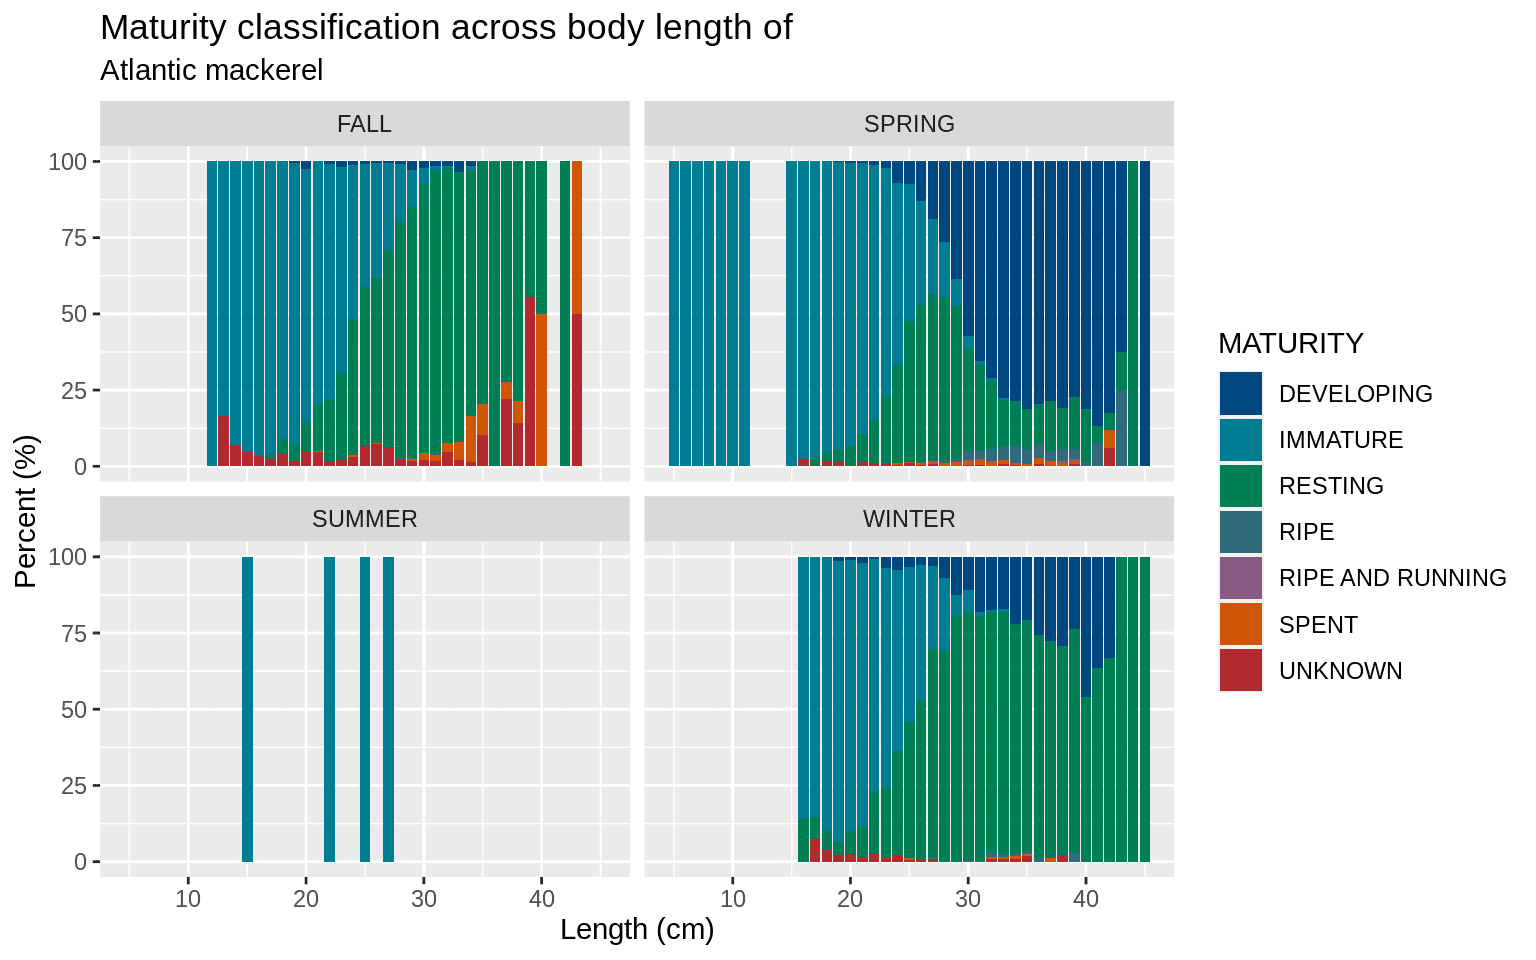 Maturity classification across body length of
Atlantic mackerel
FALL
SPRING
100
75
50
25
0
SUMMER
WINTER
100
75
50
25
0
10
20
30
40
10
20
30
40
Length (cm)
Percent (%)
MATURITY
DEVELOPING
IMMATURE
RESTING
RIPE
RIPE AND RUNNING
SPENT
UNKNOWN